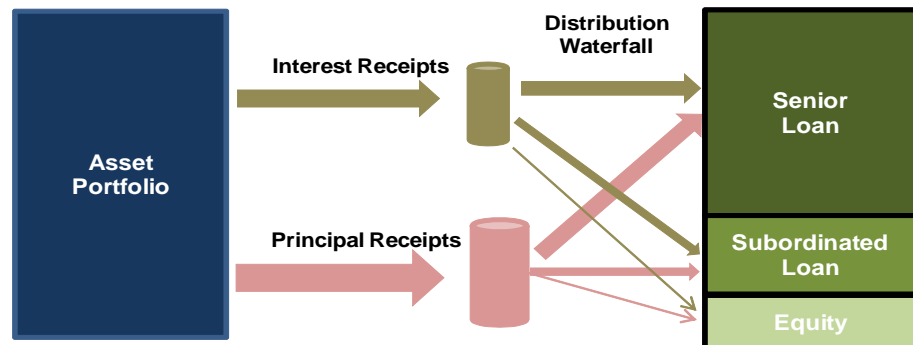 Distribution
Waterfall
Interest Receipts
Senior
Loan
Asset
Portfolio
Principal Receipts
Subordinated
Loan
Equity